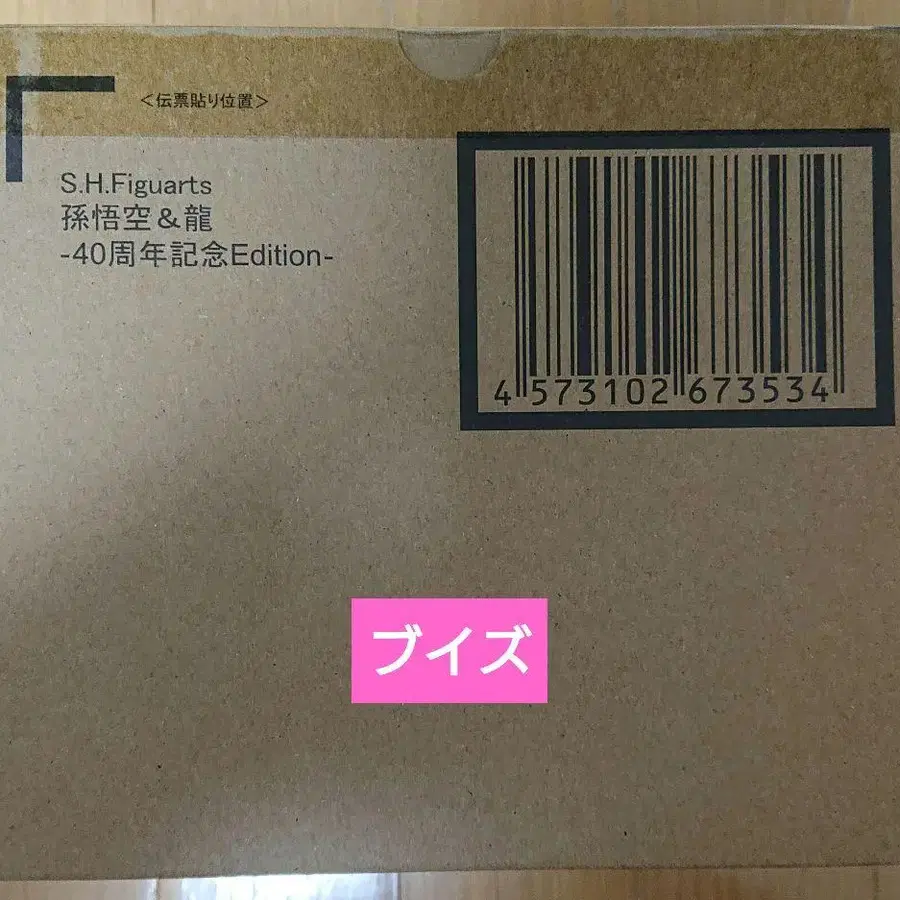 ＜伝票貼り位置＞
S.H.Figuarts
孫悟空＆龍
-40周年記念Edition-
4 573102 673534
ブイズ